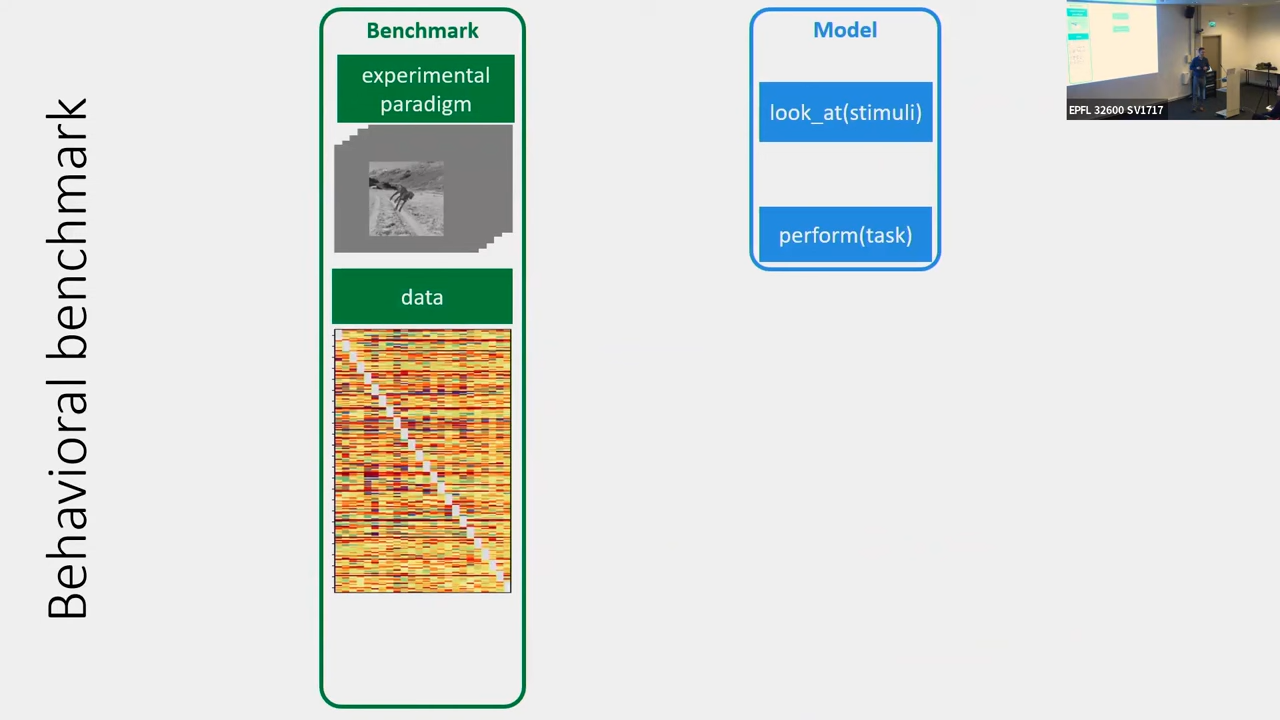 Behavioral benchmark
Benchmark
experimental
paradigm
data
Model
look_at(stimuli)
perform(task)
EPFL 32600 SV1717